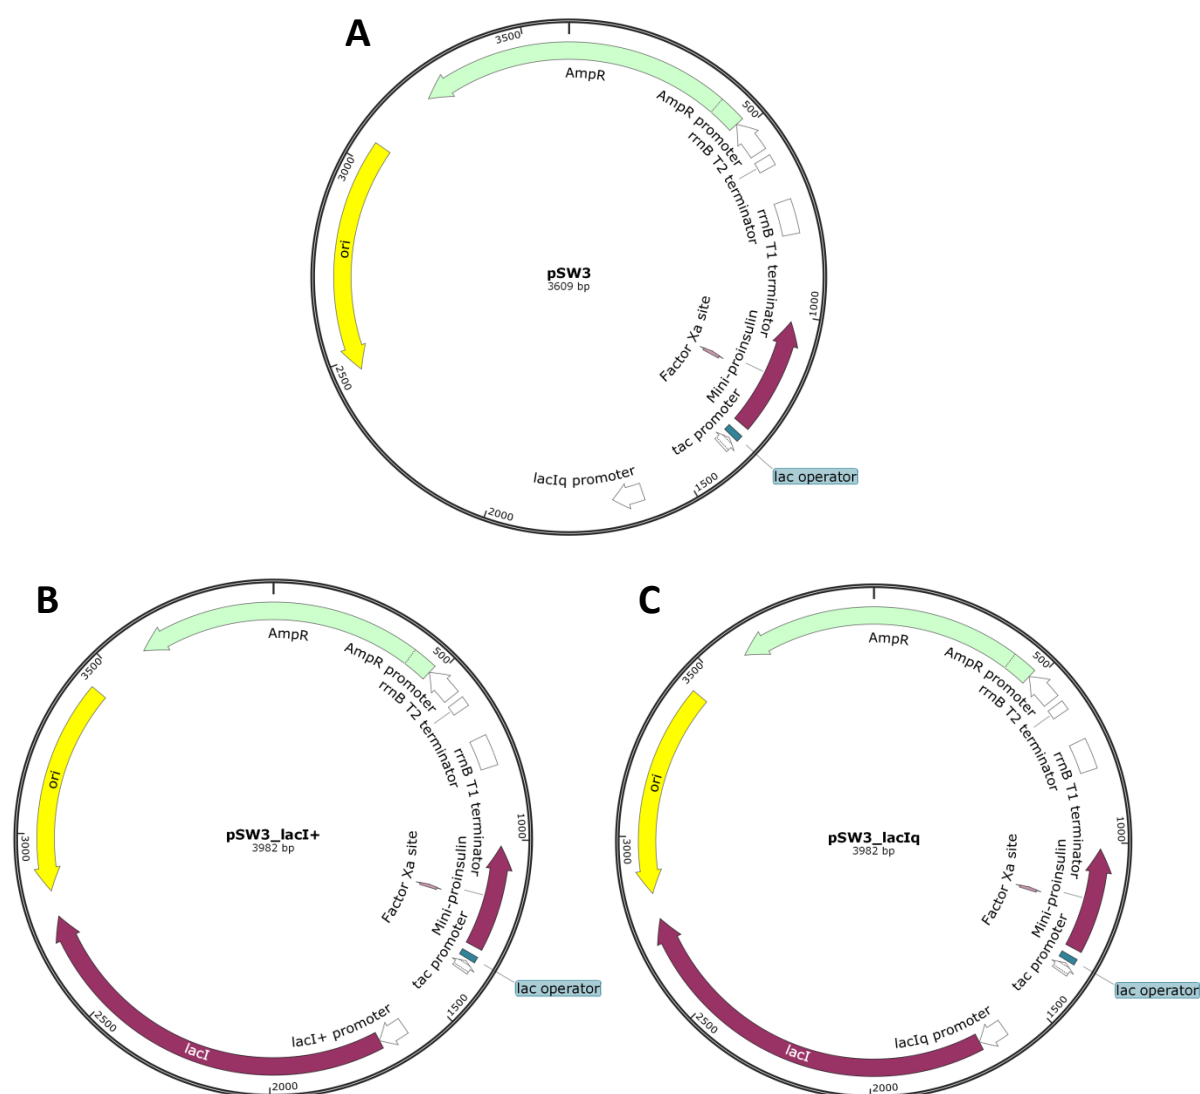 A
3500
AmpR
500
AmpR promoter
rrnB T2 terminator
rrnB T1 terminator
3000
ori
pSW3
3609 bp
1000
Factor Xa site
Mini-proinsulin
2500
tac promoter
lac operator
lacIq promoter
1500
2000
B
AmpR
500
3500
AmpR promoter
rrnB T2 terminator
rrnB T1 terminator
ori
pSW3_lacI+
3982 bp
1000
3000
Factor Xa site
Mini-proinsulin
tac promoter
lac operator
1500
lacI+ promoter
2500
lacI
2000
C
AmpR
500
3500
AmpR promoter
rrnB T2 terminator
rrnB T1 terminator
ori
pSW3_lacIq
3982 bp
1000
3000
Factor Xa site
Mini-proinsulin
tac promoter
lac operator
1500
lacIq promoter
2500
lacI
2000